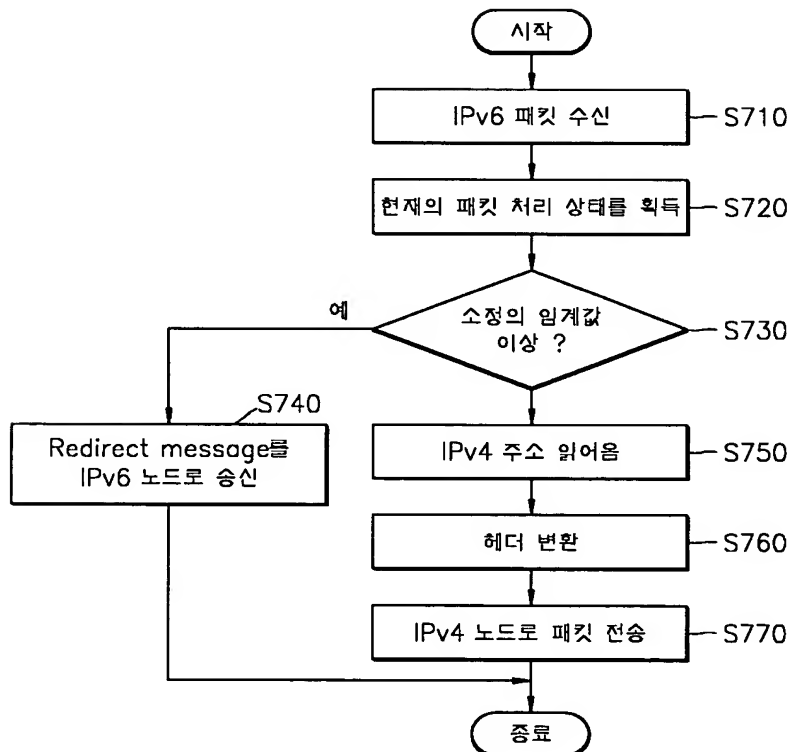 시작
IPv6 패킷 수신
S710
현재의 패킷 처리 상태를 획득
S720
소정의 임계값
이상 ?
S730
예
S740
Redirect message를
IPv6 노드로 송신
IPv4 주소 읽어옴
S750
헤더 변환
S760
IPv4 노드로 패킷 전송
S770
종료